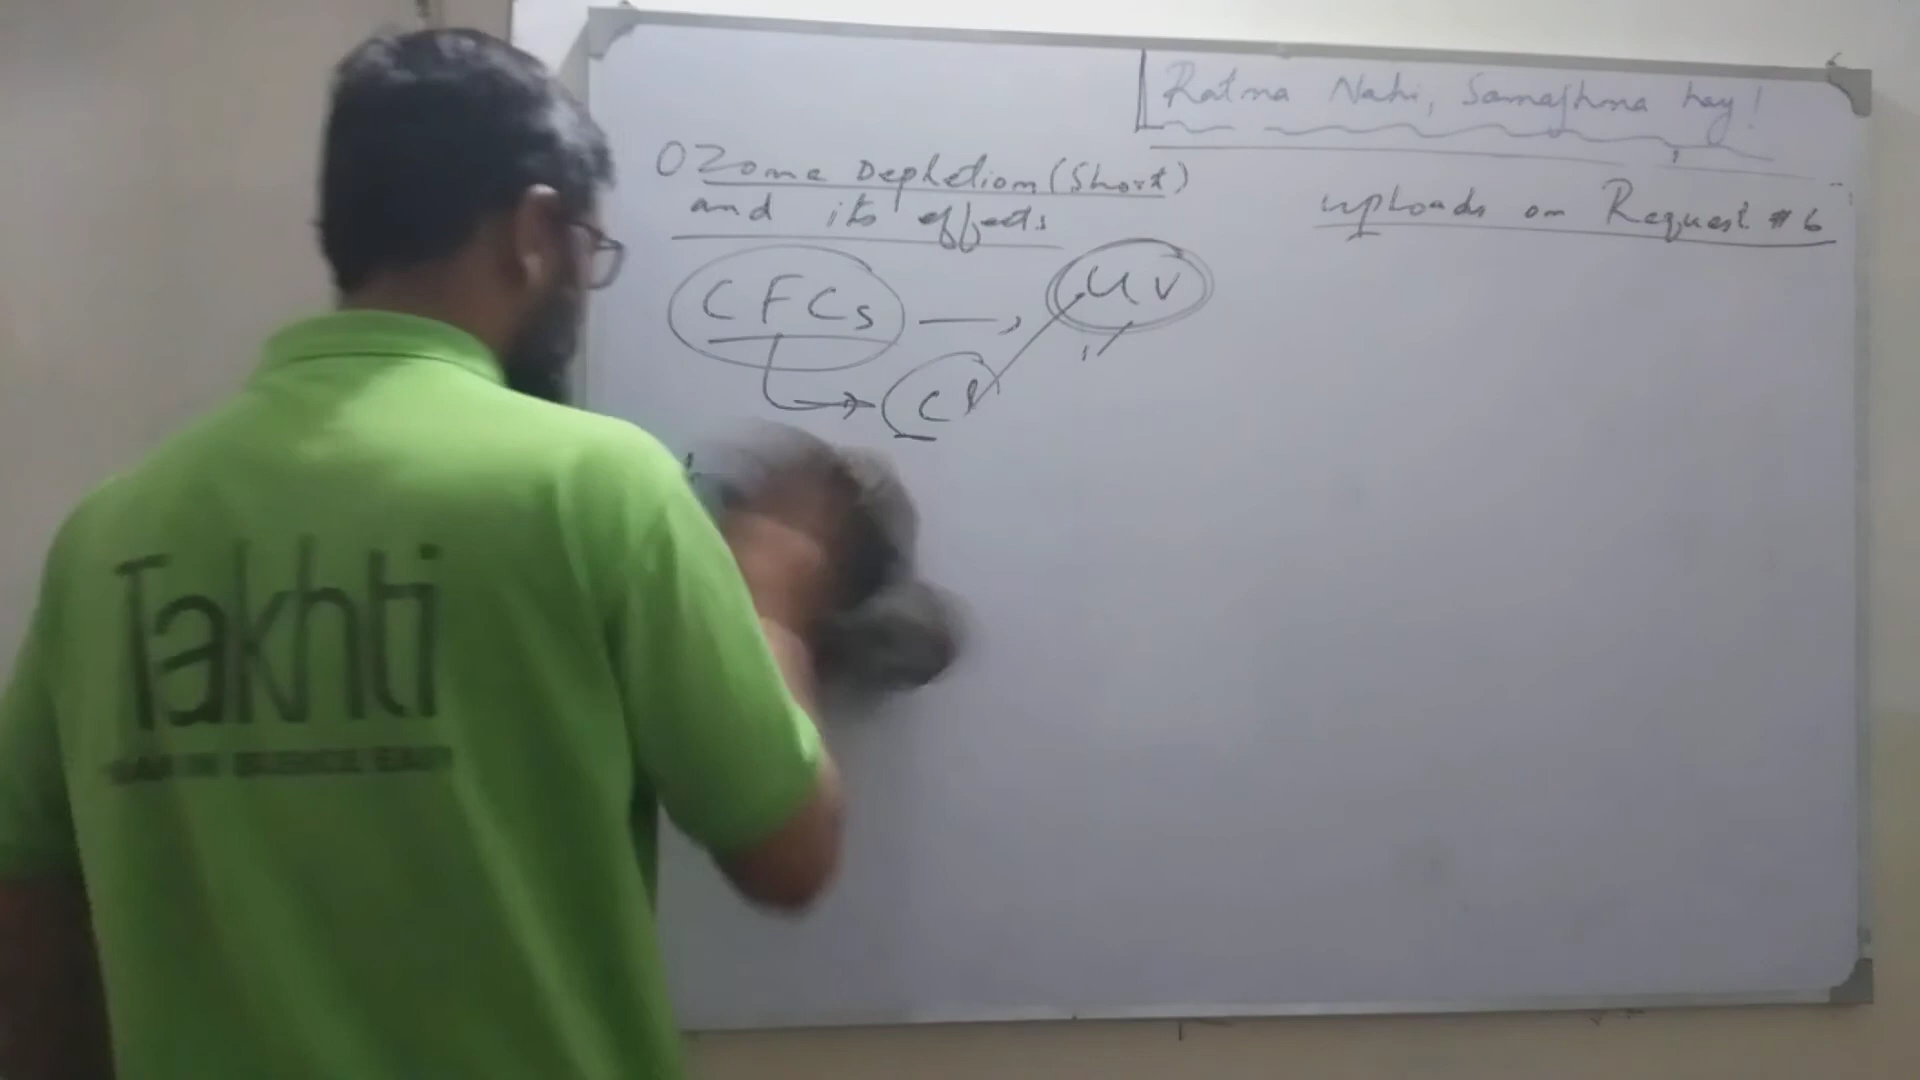 Ratna Nahi, Samajhna hay!
Ozone Depletion (Short)
and its effects
uploads on Request # 6
CFCs → UV
→ Cl
Takhti